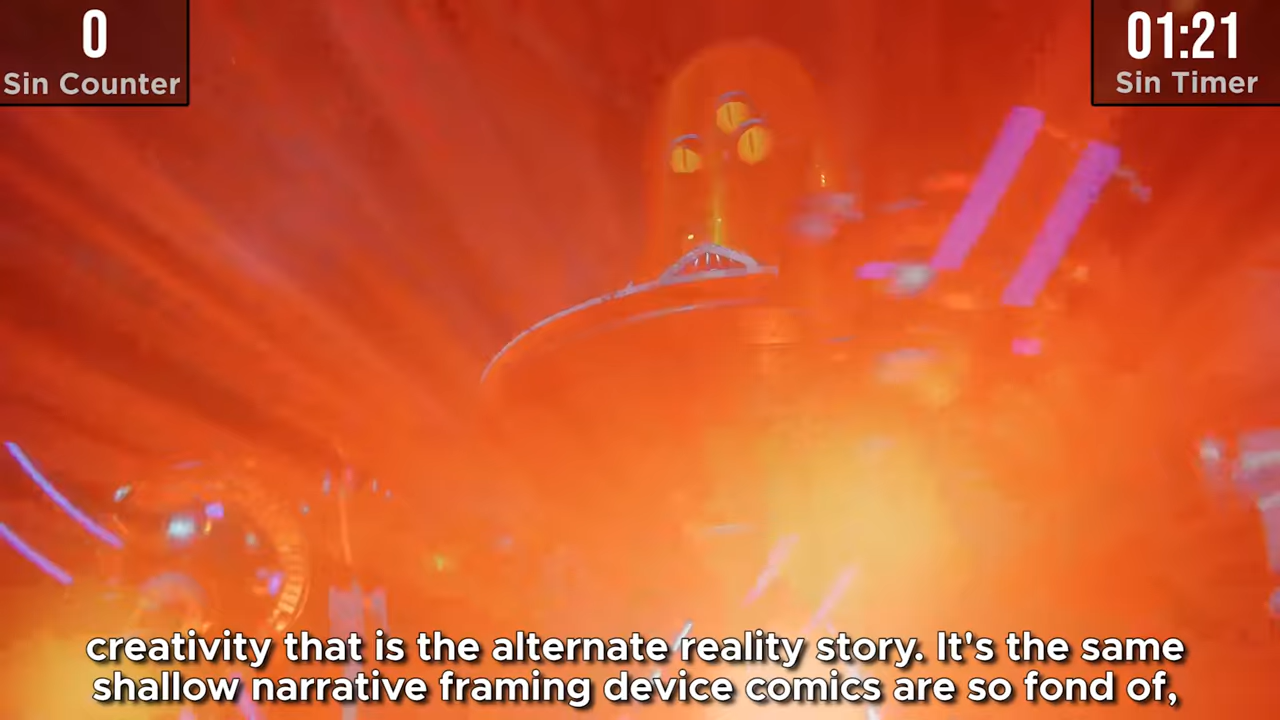 0
Sin Counter
01:21
Sin Timer
creativity that is the alternate reality story. It's the same
shallow narrative framing device comics are so fond of,